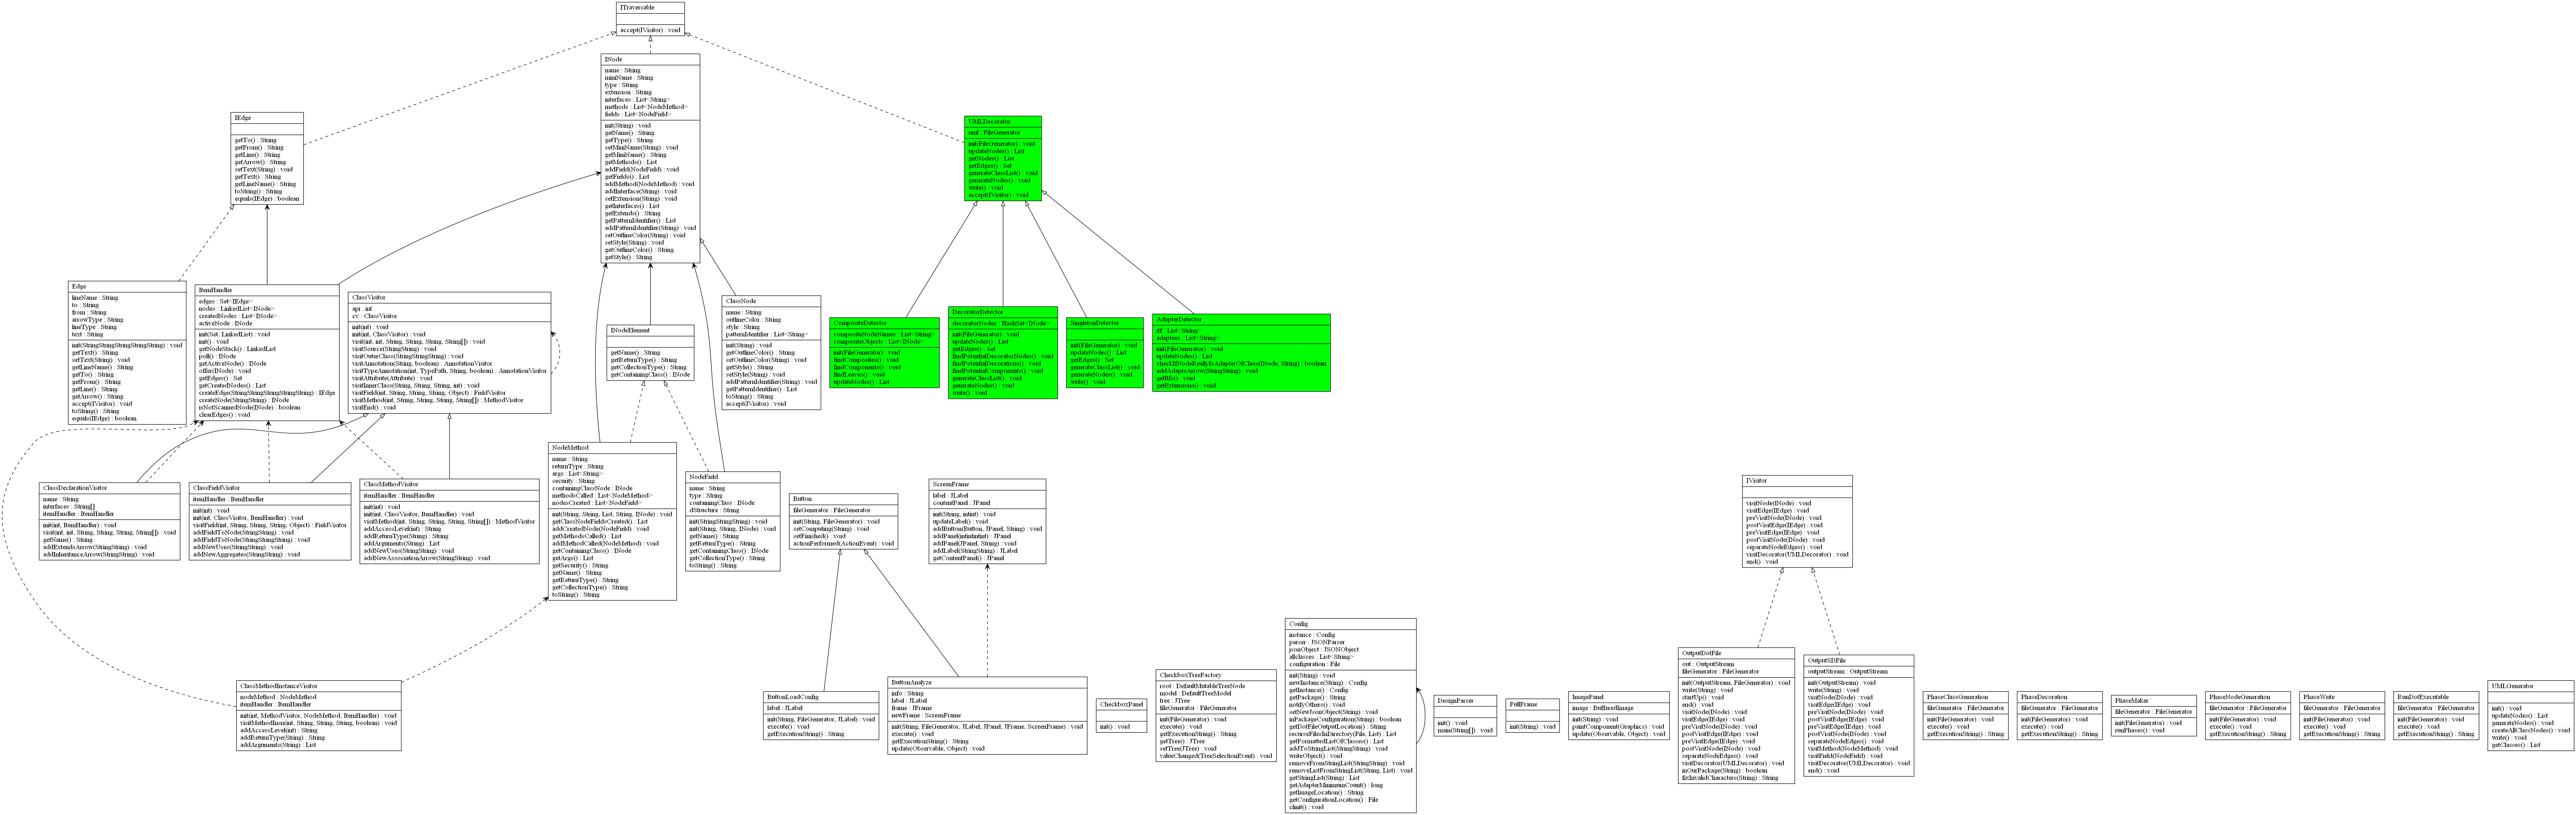 ITraversable
accept(IVisitor) : void
INode
name : String
miniName : String
type : String
extension : String
interfaces : List<String>
methods : List<NodeMethod>
fields : List<NodeField>
init(String) : void
getName() : String
getType() : String
setMiniName(String) : void
getMiniName() : String
getMethods() : List
addField(NodeField) : void
getFields() : List
addMethod(NodeMethod) : void
addInterface(String) : void
setExtension(String) : void
getInterfaces() : List
getExtends() : String
getPatternIdentifier() : List
addPatternIdentifier(String) : void
setOutlineColor(String) : void
setStyle(String) : void
getOutlineColor() : String
getStyle() : String
IEdge
getTo() : String
getFrom() : String
getLine() : String
getArrow() : String
setText(String) : void
getText() : String
getLineName() : String
toString() : String
equals(IEdge) : boolean
UMLDecorator
uml : FileGenerator
init(FileGenerator) : void
updateNodes() : List
getNodes() : List
getEdges() : Set
generateClassList() : void
generateNodes() : void
write() : void
accept(IVisitor) : void
Edge
lineName : String
to : String
from : String
arrowType : String
lineType : String
text : String
init(StringStringStringStringString) : void
getText() : String
setText(String) : void
getLineName() : String
getTo() : String
getFrom() : String
getLine() : String
getArrow() : String
accept(IVisitor) : void
toString() : String
equals(IEdge) : boolean
ItemHandler
edges : Set<IEdge>
nodes : LinkedList<INode>
createdNodes : List<INode>
activeNode : INode
init(Set, LinkedList) : void
init() : void
getNodeStack() : LinkedList
poll() : INode
getActiveNode() : INode
offer(INode) : void
getEdges() : Set
getCreatedNodes() : List
createEdge(StringStringStringStringString) : IEdge
createNode(StringString) : INode
isNotScannedNode(INode) : boolean
clearEdges() : void
ClassVisitor
api : int
cv : ClassVisitor
init(int) : void
init(int, ClassVisitor) : void
visit(int, int, String, String, String, String[]) : void
visitSource(StringString) : void
visitOuterClass(StringStringString) : void
visitAnnotation(String, boolean) : AnnotationVisitor
visitTypeAnnotation(int, TypePath, String, boolean) : AnnotationVisitor
visitAttribute(Attribute) : void
visitInnerClass(String, String, String, int) : void
visitField(int, String, String, String, Object) : FieldVisitor
visitMethod(int, String, String, String, String[]) : MethodVisitor
visitEnd() : void
INodeElement
getName() : String
getReturnType() : String
getCollectionType() : String
getContainingClass() : INode
ClassNode
name : String
outlineColor : String
style : String
patternIdentifier : List<String>
init(String) : void
getOutlineColor() : String
setOutlineColor(String) : void
getStyle() : String
setStyle(String) : void
addPatternIdentifier(String) : void
getPatternIdentifier() : List
toString() : String
accept(IVisitor) : void
CompositeDetector
compositeNodeNames : List<String>
compositeObjects : List<INode>
init(FileGenerator) : void
findComposites() : void
findComponents() : void
findLeaves() : void
updateNodes() : List
DecoratorDetector
decoratorNodes : HashSet<INode>
init(FileGenerator) : void
updateNodes() : List
getEdges() : Set
findPotentialDecoratorNodes() : void
findPotentialDecorations() : void
findPotentialComponents() : void
generateClassList() : void
generateNodes() : void
write() : void
SingletonDetector
init(FileGenerator) : void
updateNodes() : List
getEdges() : Set
generateClassList() : void
generateNodes() : void
write() : void
AdapterDetector
itf : List<String>
adaptees : List<String>
init(FileGenerator) : void
updateNodes() : List
checkINodeReallyIsAdapterOfClass(INode, String) : boolean
addAdaptsArrow(StringString) : void
getItfs() : void
getExtensions() : void
ClassDeclarationVisitor
name : String
interfaces : String[]
itemHandler : ItemHandler
init(int, ItemHandler) : void
visit(int, int, String, String, String, String[]) : void
getName() : String
addExtendsArrow(StringString) : void
addInheritanceArrow(StringString) : void
ClassFieldVisitor
itemHandler : ItemHandler
init(int) : void
init(int, ClassVisitor, ItemHandler) : void
visitField(int, String, String, String, Object) : FieldVisitor
addFieldToNode(StringString) : void
addFieldToNode(StringStringString) : void
addNewUses(StringString) : void
addNewAggregates(StringString) : void
ClassMethodVisitor
itemHandler : ItemHandler
init(int) : void
init(int, ClassVisitor, ItemHandler) : void
visitMethod(int, String, String, String, String[]) : MethodVisitor
addAccessLevel(int) : String
addReturnType(String) : String
addArguments(String) : List
addNewUses(StringString) : void
addNewAssociationArrow(StringString) : void
NodeMethod
name : String
returnType : String
args : List<String>
security : String
containingClassNode : INode
methodsCalled : List<NodeMethod>
nodesCreated : List<NodeField>
init(String, String, List, String, INode) : void
getClassNodeFieldsCreated() : List
addCreatedNode(NodeField) : void
getMethodsCalled() : List
addMethodCalled(NodeMethod) : void
getContainingClass() : INode
getArgs() : List
getSecurity() : String
getName() : String
getReturnType() : String
getCollectionType() : String
toString() : String
NodeField
name : String
type : String
containingClass : INode
dStructure : String
init(StringStringString) : void
init(String, String, INode) : void
getName() : String
getReturnType() : String
getContainingClass() : INode
getCollectionType() : String
toString() : String
Button
fileGenerator : FileGenerator
init(String, FileGenerator) : void
setComputing(String) : void
setFinished() : void
actionPerformed(ActionEvent) : void
ScreenFrame
label : JLabel
contentPanel : JPanel
init(String, intint) : void
updateLabel() : void
addButton(Button, JPanel, String) : void
addPanel(intintintint) : JPanel
addPanel(JPanel, String) : void
addLabel(StringString) : JLabel
getContentPanel() : JPanel
IVisitor
visitNode(INode) : void
visitEdge(IEdge) : void
preVisitNode(INode) : void
postVisitEdge(IEdge) : void
preVisitEdge(IEdge) : void
postVisitNode(INode) : void
separateNodeEdges() : void
visitDecorator(UMLDecorator) : void
end() : void
ClassMethodInstanceVisitor
nodeMethod : NodeMethod
itemHandler : ItemHandler
init(int, MethodVisitor, NodeMethod, ItemHandler) : void
visitMethodInsn(int, String, String, String, boolean) : void
addAccessLevel(int) : String
addReturnType(String) : String
addArguments(String) : List
ButtonLoadConfig
label : JLabel
init(String, FileGenerator, JLabel) : void
execute() : void
getExecutionString() : String
ButtonAnalyze
info : String
label : JLabel
frame : JFrame
newFrame : ScreenFrame
init(String, FileGenerator, JLabel, JPanel, JFrame, ScreenFrame) : void
execute() : void
getExecutionString() : String
update(Observable, Object) : void
CheckboxPanel
init() : void
CheckboxTreeFactory
root : DefaultMutableTreeNode
model : DefaultTreeModel
tree : JTree
fileGenerator : FileGenerator
init(FileGenerator) : void
execute() : void
getExecutionString() : String
getTree() : JTree
setTree(JTree) : void
valueChanged(TreeSelectionEvent) : void
Config
instance : Config
parser : JSONParser
jsonObject : JSONObject
allclasses : List<String>
configuration : File
init(String) : void
newInstance(String) : Config
getInstance() : Config
getPackage() : String
notifyOthers() : void
setNewJsonObject(String) : void
inPackageConfiguration(String) : boolean
getDotFileOutputLocation() : String
recurseFilesInDirectory(File, List) : List
getFormattedListOfClasses() : List
addToStringList(StringString) : void
writeObject() : void
removeFromStringList(StringString) : void
removeListFromStringList(String, List) : void
getStringList(String) : List
getAdapterMinimumCount() : long
getImageLocation() : String
getConfigurationLocation() : File
clinit() : void
DesignParser
init() : void
main(String[]) : void
FullFrame
init(String) : void
ImagePanel
image : BufferedImage
init(String) : void
paintComponent(Graphics) : void
update(Observable, Object) : void
OutputDotFile
out : OutputStream
fileGenerator : FileGenerator
init(OutputStream, FileGenerator) : void
write(String) : void
startUp() : void
end() : void
visitNode(INode) : void
visitEdge(IEdge) : void
preVisitNode(INode) : void
preVisitEdge(IEdge) : void
postVisitEdge(IEdge) : void
postVisitNode(INode) : void
separateNodeEdges() : void
visitDecorator(UMLDecorator) : void
inOurPackage(String) : boolean
fixInvalidCharacters(String) : String
OutputSDFile
outputStream : OutputStream
init(OutputStream) : void
write(String) : void
visitNode(INode) : void
visitEdge(IEdge) : void
preVisitNode(INode) : void
postVisitEdge(IEdge) : void
preVisitEdge(IEdge) : void
postVisitNode(INode) : void
separateNodeEdges() : void
visitMethod(NodeMethod) : void
visitField(NodeField) : void
visitDecorator(UMLDecorator) : void
end() : void
PhaseClassGeneration
fileGenerator : FileGenerator
init(FileGenerator) : void
execute() : void
getExecutionString() : String
PhaseDecoration
fileGenerator : FileGenerator
init(FileGenerator) : void
execute() : void
getExecutionString() : String
PhaseMaker
fileGenerator : FileGenerator
init(FileGenerator) : void
runPhases() : void
PhaseNodeGeneration
fileGenerator : FileGenerator
init(FileGenerator) : void
execute() : void
getExecutionString() : String
PhaseWrite
fileGenerator : FileGenerator
init(FileGenerator) : void
execute() : void
getExecutionString() : String
RunDotExecutable
fileGenerator : FileGenerator
init(FileGenerator) : void
execute() : void
getExecutionString() : String
UMLGenerator
init() : void
updateNodes() : List
generateNodes() : void
createAllClassNodes() : void
write() : void
getClasses() : List